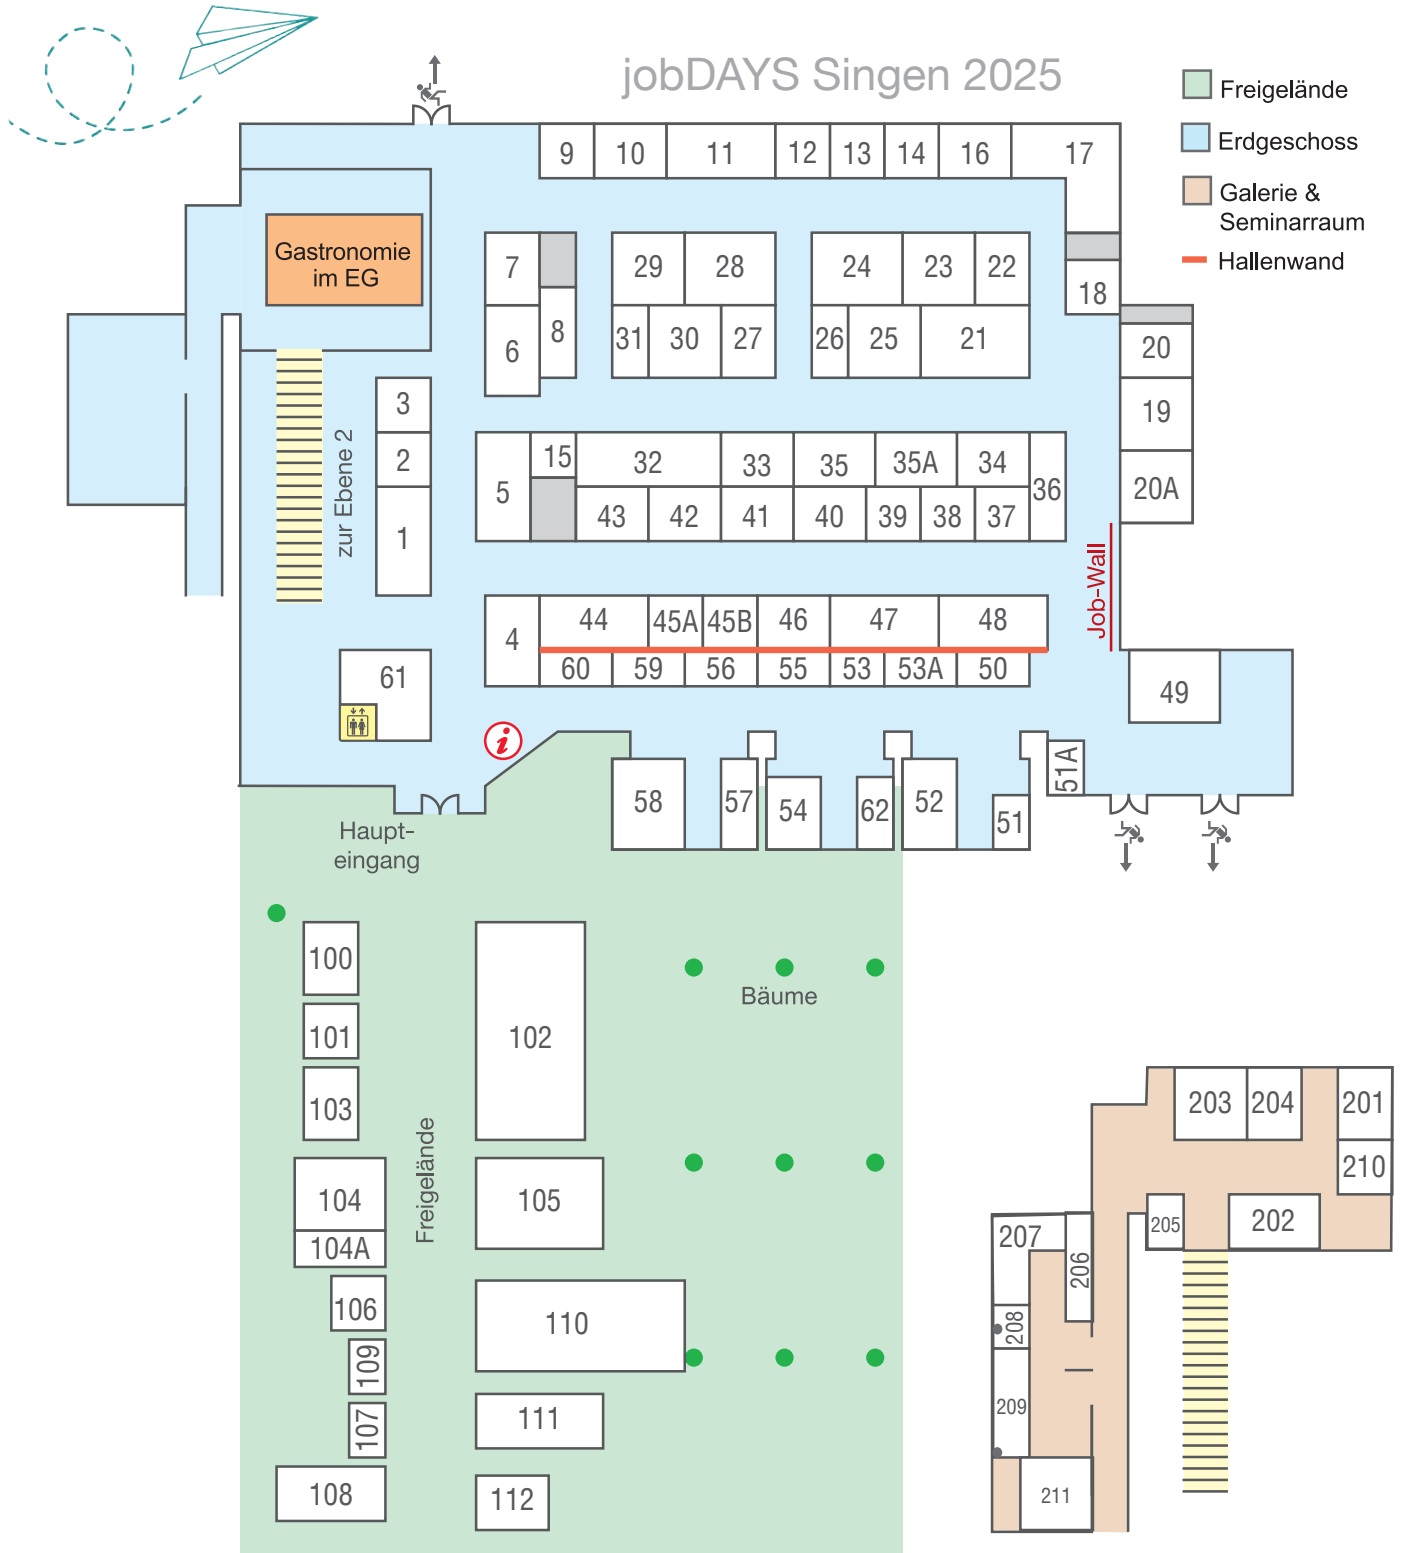 jobDAYS Singen 2025
Freigelände
Erdgeschoss
Galerie &
Seminarraum
Hallenwand
9 10 11 12 13 14 16 17
Gastronomie
im EG
7 29 28 24 23 22
18
6 8 31 30 27 26 25 21
20
3
19
2
1
zur Ebene 2
5 15 32 33 35 35A 34 36
20A
43 42 41 40 39 38 37
Job-Wall
4 44 45A 45B 46 47 48
60 59 56 55 53 53A 50
61
49
i
51A
58 57 54 62 52 51
Haupt-
eingang
100
101
102
103
Bäume
Freigelände
104
104A
105
106
110
109
107
111
108
112
203 204 201
210
205 202
207 206
208
209
211